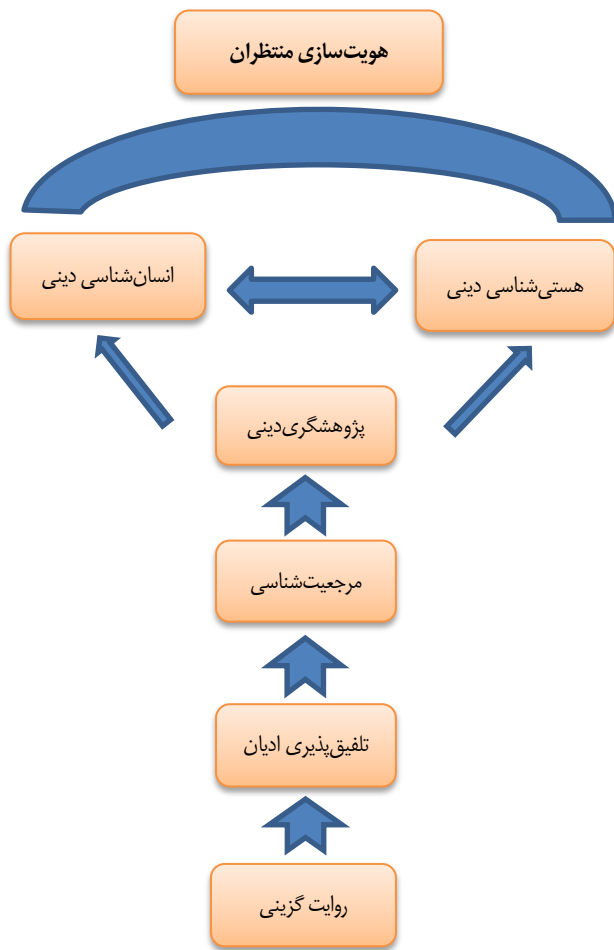 هویت‌سازی منتظران
انسان‌شناسی دینی
هستی‌شناسی دینی
پژوهشگری‌دینی
مرجعیت‌شناسی
تلفیق‌پذیری ادیان
روایت گزینی